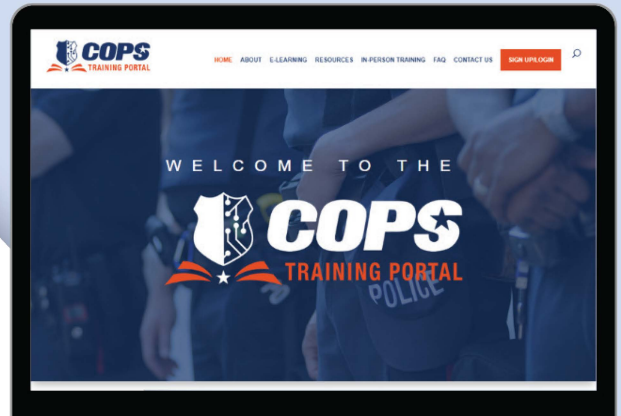 COPS
TRAINING PORTAL
HOME ABOUT E-LEARNING RESOURCES IN-PERSON TRAINING FAQ CONTACT US SIGN UP/LOGIN
WELCOME TO THE
COPS
TRAINING PORTAL
POLICE